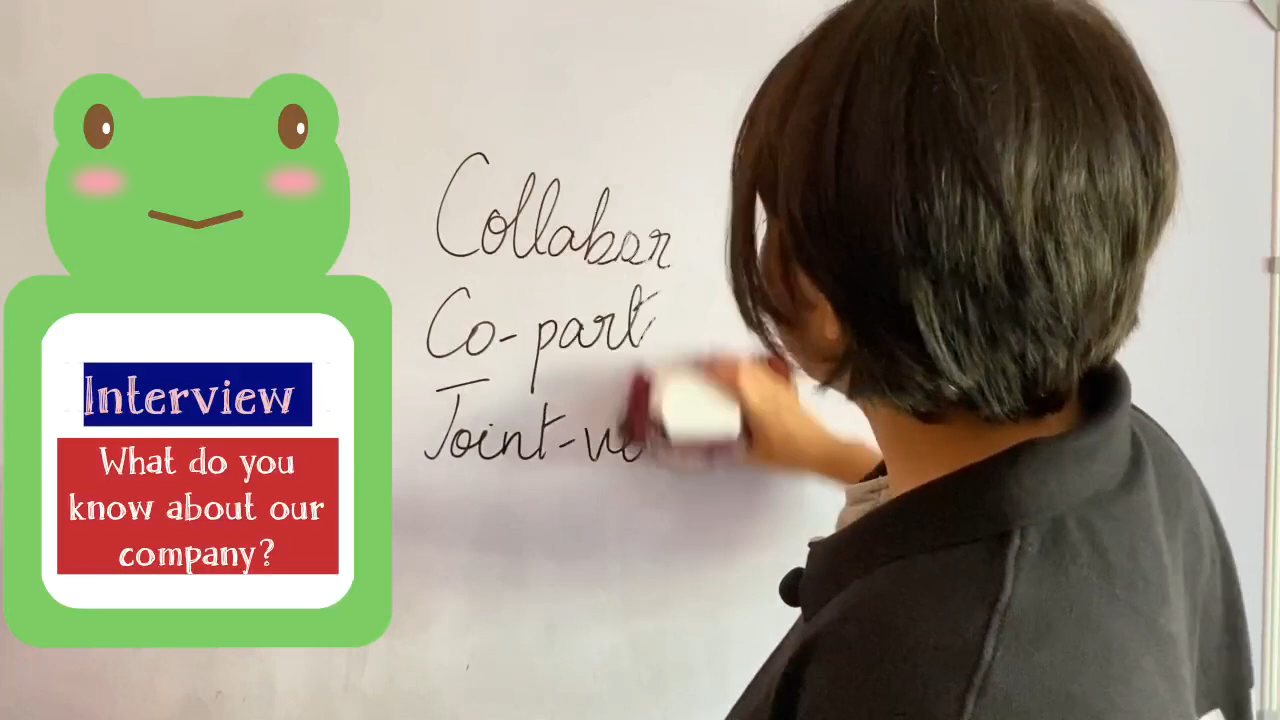 Interview
What do you
know about our
company?
Collabor
Co-part
Joint-ve